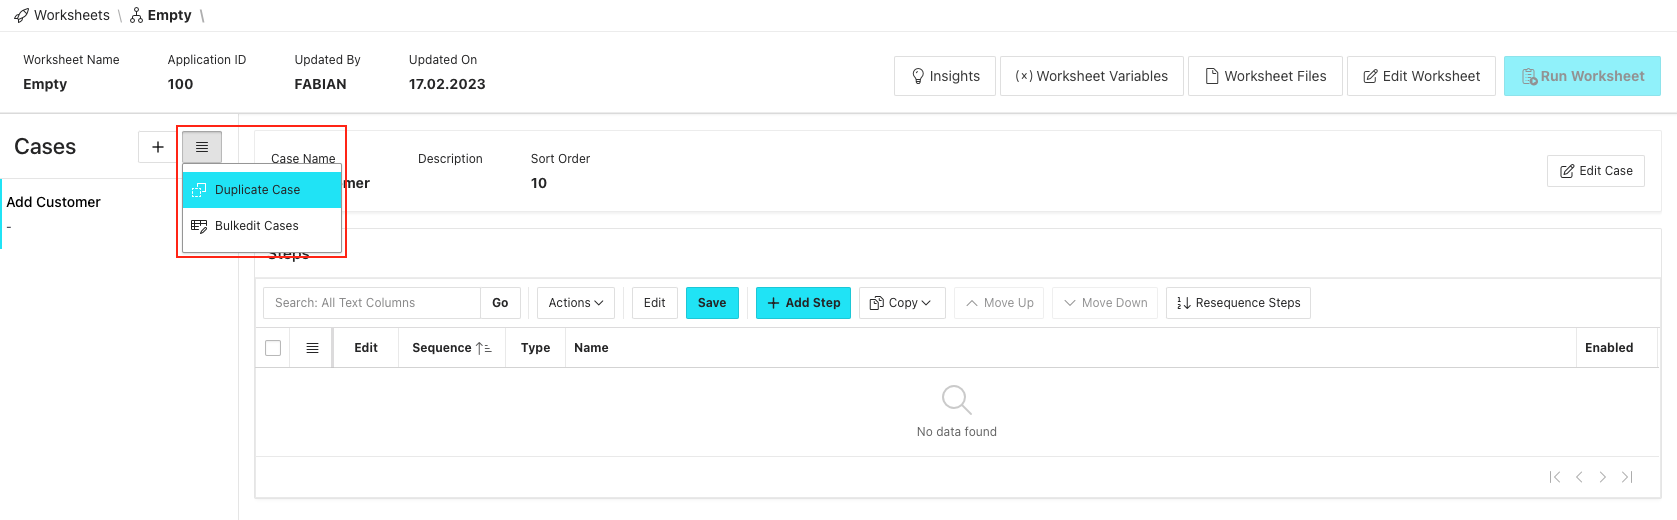 Worksheets \ Empty \
Worksheet Name Application ID Updated By Updated On
Empty 100 FABIAN 17.02.2023
Insights (×) Worksheet Variables Worksheet Files Edit Worksheet Run Worksheet
Cases +
Case Name Description Sort Order
mer 10
Edit Case
Duplicate Case
Bulkedit Cases
Add Customer
-
Steps
Search: All Text Columns Go Actions Edit Save + Add Step Copy Move Up Move Down Resequence Steps
Edit Sequence Type Name Enabled
No data found